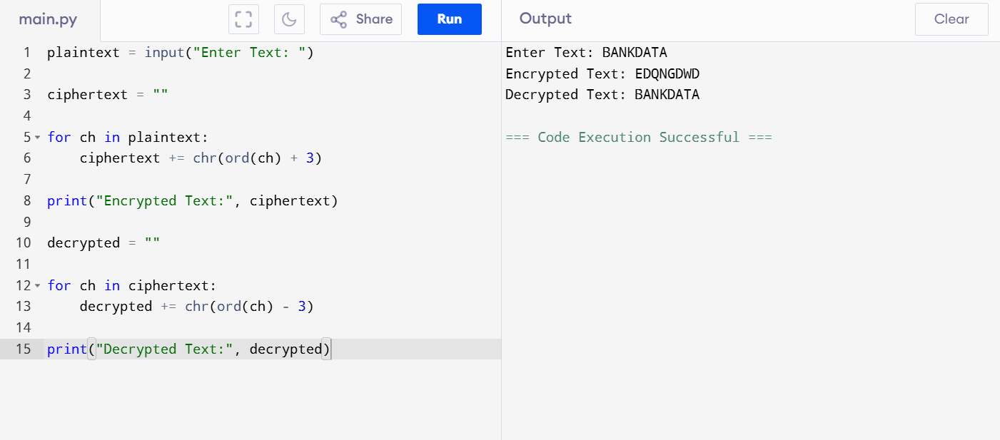 main.py
Share
Run
Output
Clear
1 plaintext = input("Enter Text: ")
2
3 ciphertext = ""
4
5 for ch in plaintext:
6     ciphertext += chr(ord(ch) + 3)
7
8 print("Encrypted Text:", ciphertext)
9
10 decrypted = ""
11
12 for ch in ciphertext:
13     decrypted += chr(ord(ch) - 3)
14
15 print("Decrypted Text:", decrypted)
Enter Text: BANKDATA
Encrypted Text: EDQNGDWD
Decrypted Text: BANKDATA
=== Code Execution Successful ===